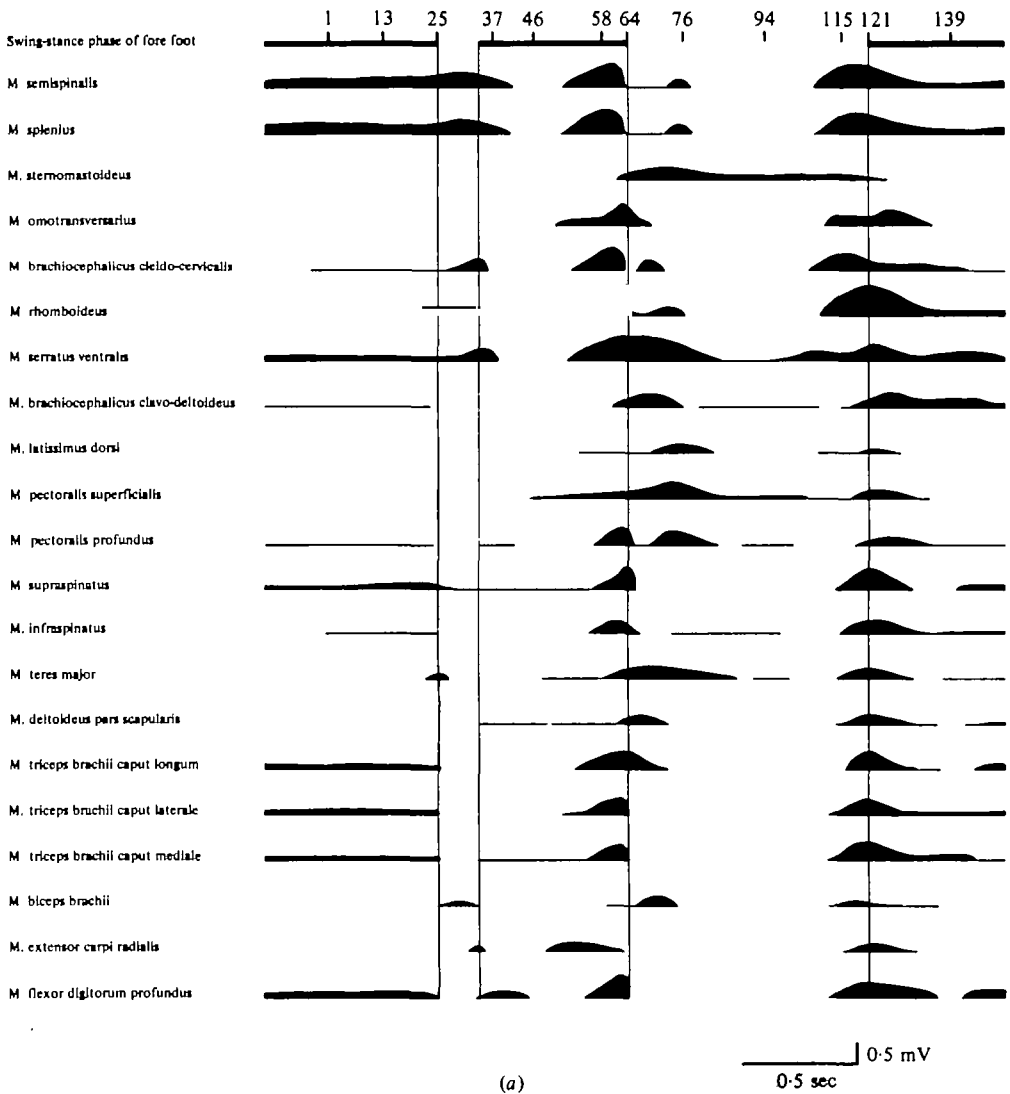 1 13 25 37 46 58 64 76 94 115 121 139
Swing-stance phase of fore foot
M semispinalis
M splenius
M. sternomastoideus
M omotransversarius
M brachiocephalicus cleido-cervicalis
M rhomboideus
M serratus ventralis
M. brachiocephalicus clavo-deltoideus
M. latissimus dorsi
M pectoralis superficialis
M pectoralis profundus
M supraspinatus
M. infraspinatus
M teres major
M. deltoideus pars scapularis
M triceps brachii caput longum
M. triceps brachii caput laterale
M triceps brachii caput mediale
M biceps brachii
M. extensor carpi radialis
M flexor digitorum profundus
0·5 mV
0·5 sec
(a)